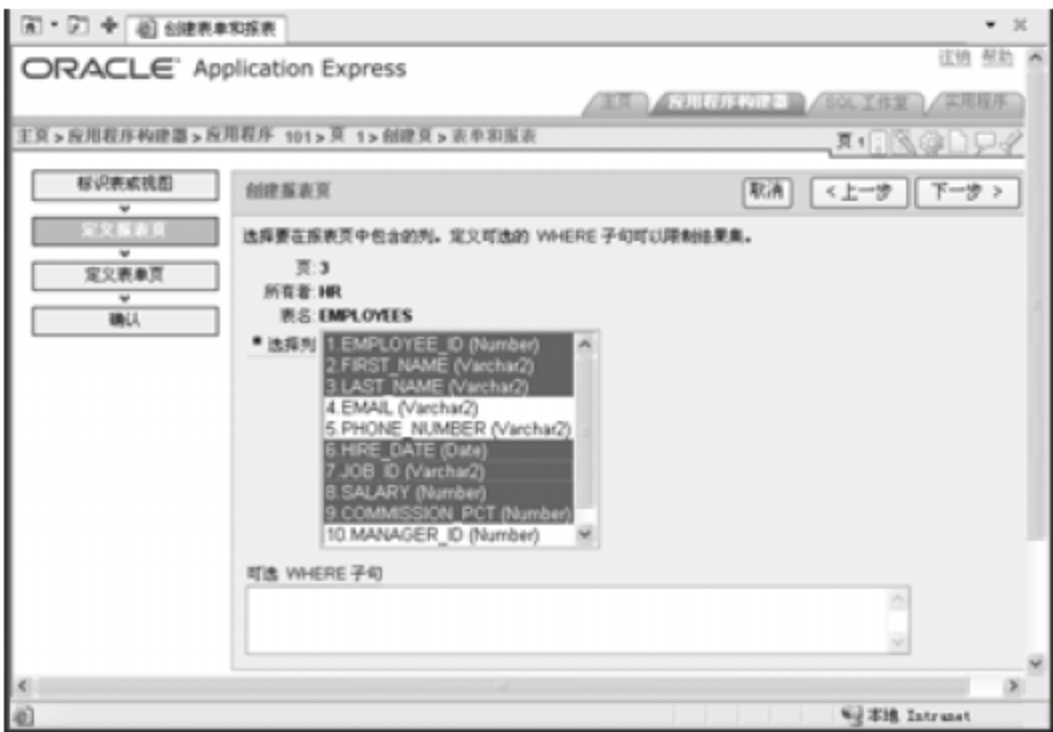 创建表单和报表
ORACLE Application Express
注销 帮助
主页 应用程序构建器 SQL 工作室 实用程序
主页 > 应用程序构建器 > 应用程序 101 > 页 1 > 创建页 > 表单和报表
页 1
标识表或视图
定义报表页
定义表单页
确认
创建报表页
取消 < 上一步 下一步 >
选择要在报表页中包含的列。定义可选的 WHERE 子句可以限制结果集。
页: 3
所有者: HR
表名: EMPLOYEES
* 选择列
1.EMPLOYEE_ID (Number)
2.FIRST_NAME (Varchar2)
3.LAST_NAME (Varchar2)
4.EMAIL (Varchar2)
5.PHONE_NUMBER (Varchar2)
6.HIRE_DATE (Date)
7.JOB_ID (Varchar2)
8.SALARY (Number)
9.COMMISSION_PCT (Number)
10.MANAGER_ID (Number)
可选 WHERE 子句
本地 Intranet